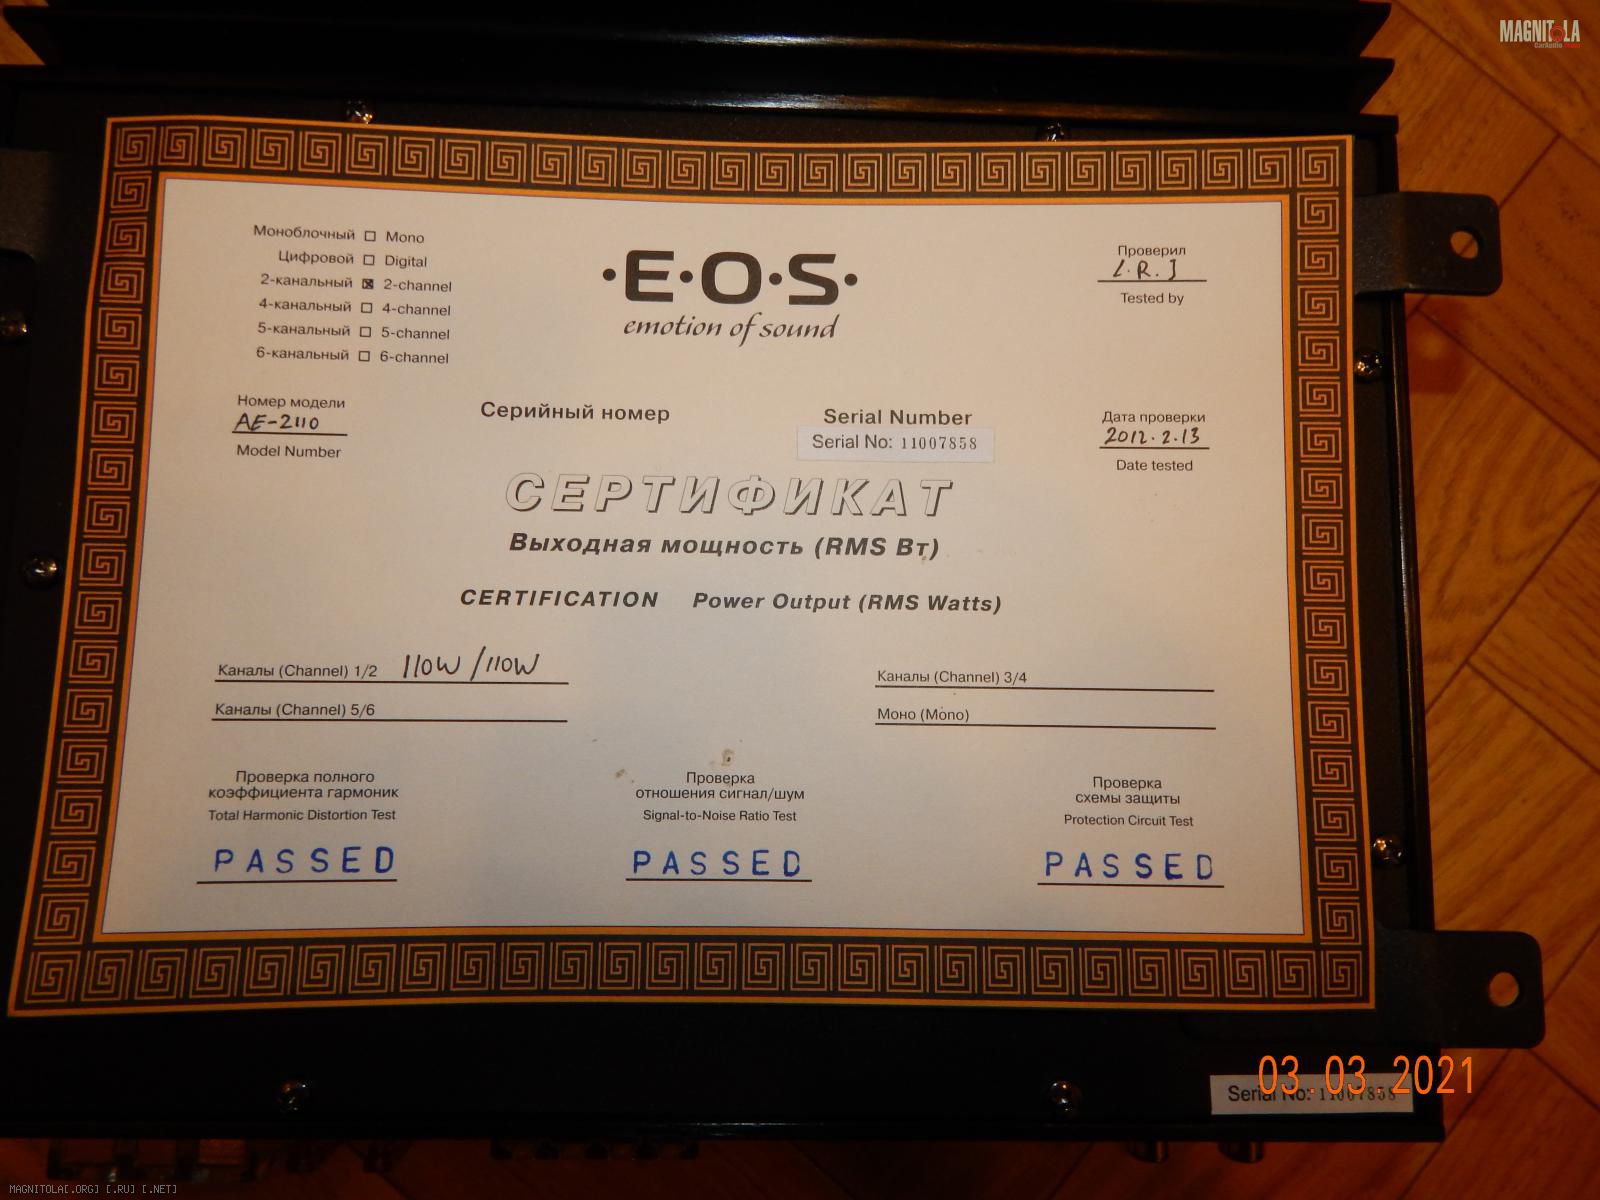 MAGNITOLA
Моноблочный ☐ Mono
Цифровой ☐ Digital
2-канальный ☒ 2-channel
4-канальный ☐ 4-channel
5-канальный ☐ 5-channel
6-канальный ☐ 6-channel
·E·O·S·
emotion of sound
Проверил
I.R.J
Tested by
Номер модели
AE-2110
Model Number
Серийный номер
Serial Number
Serial No: 11007858
Дата проверки
2012.2.13
Date tested
СЕРТИФИКАТ
Выходная мощность (RMS Вт)
CERTIFICATION Power Output (RMS Watts)
Каналы (Channel) 1/2 110W/110W
Каналы (Channel) 3/4
Каналы (Channel) 5/6
Моно (Mono)
Проверка полного
коэффициента гармоник
Total Harmonic Distortion Test
PASSED
Проверка
отношения сигнал/шум
Signal-to-Noise Ratio Test
PASSED
Проверка
схемы защиты
Protection Circuit Test
PASSED
03.03.2021
Serial No: 11007858
MAGNITOLA[.ORG] [.RU] [.NET]